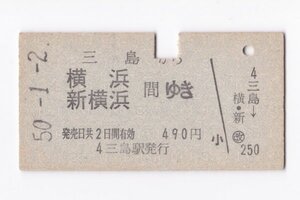 50-1-2.
三島から
横浜
新横浜
間ゆき
発売日共2日間有効 490円
4三島駅発行
小
4
三島→
横・新
改
250